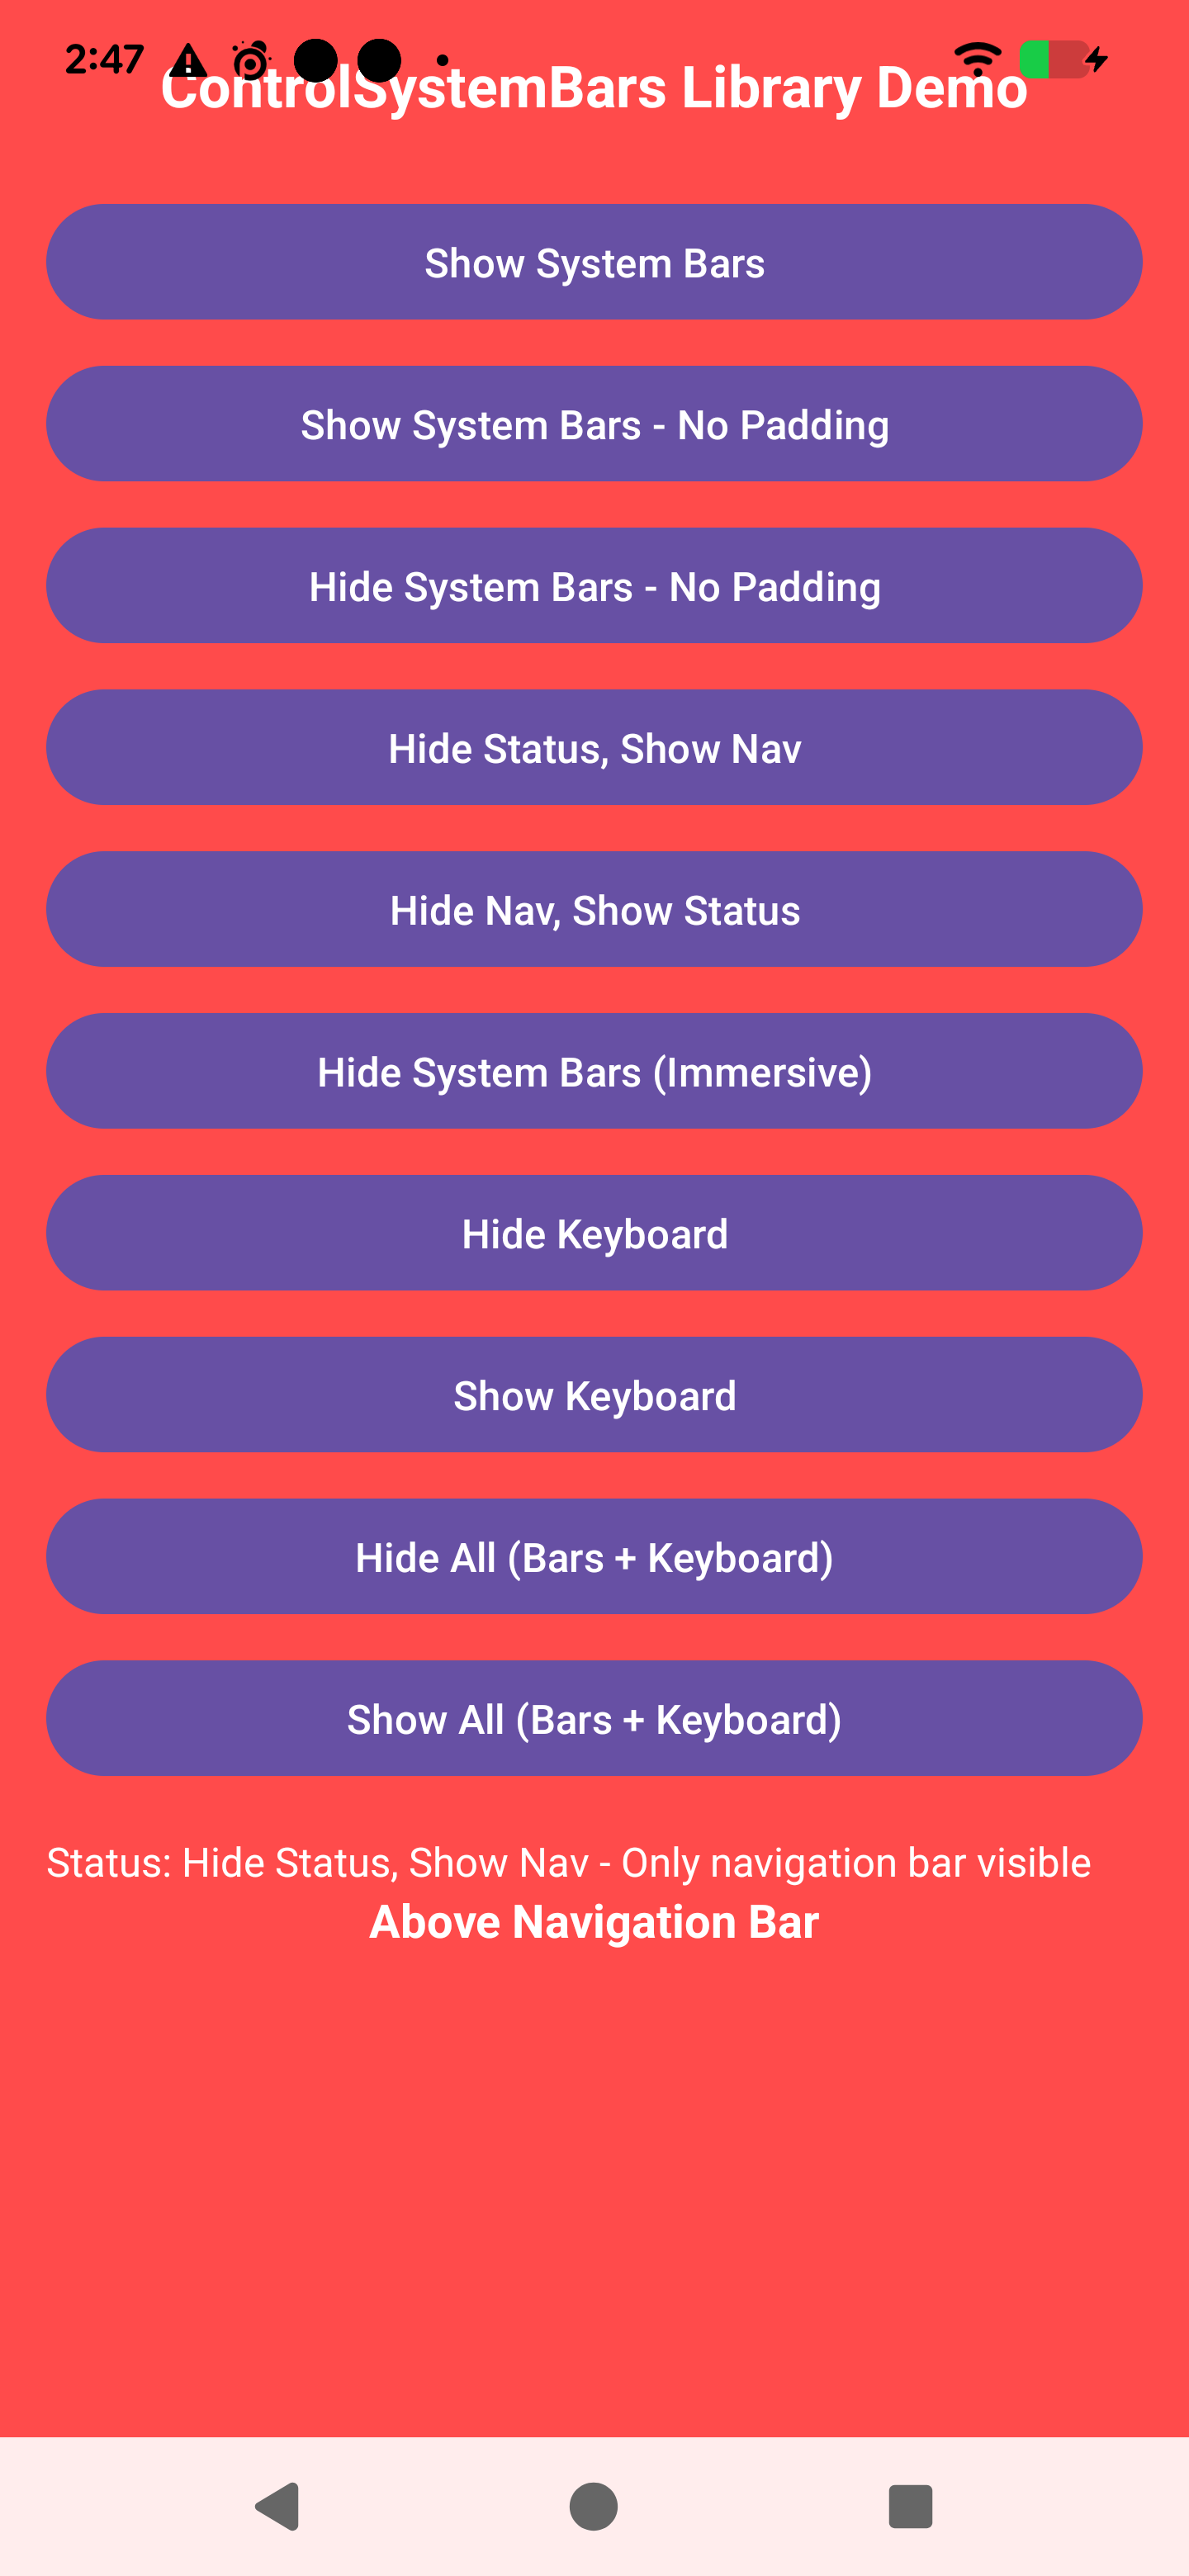 2:47
ControlSystemBars Library Demo
Show System Bars
Show System Bars - No Padding
Hide System Bars - No Padding
Hide Status, Show Nav
Hide Nav, Show Status
Hide System Bars (Immersive)
Hide Keyboard
Show Keyboard
Hide All (Bars + Keyboard)
Show All (Bars + Keyboard)
Status: Hide Status, Show Nav - Only navigation bar visible
Above Navigation Bar